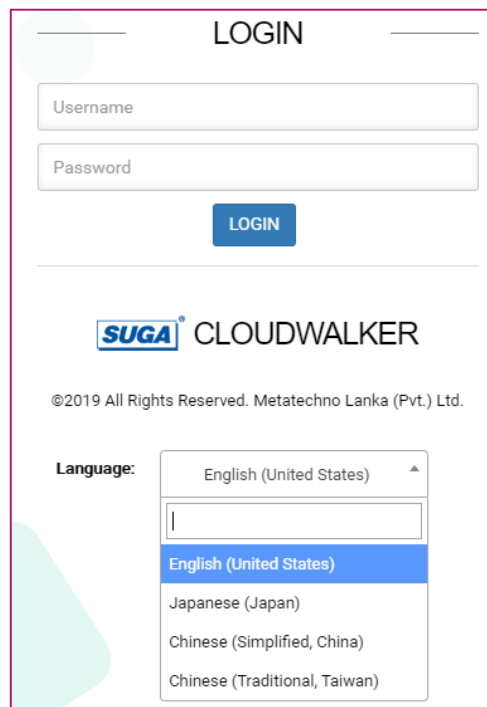 LOGIN
Username
Password
LOGIN
SUGA® CLOUDWALKER
©2019 All Rights Reserved. Metatechno Lanka (Pvt.) Ltd.
Language: English (United States)
English (United States)
Japanese (Japan)
Chinese (Simplified, China)
Chinese (Traditional, Taiwan)